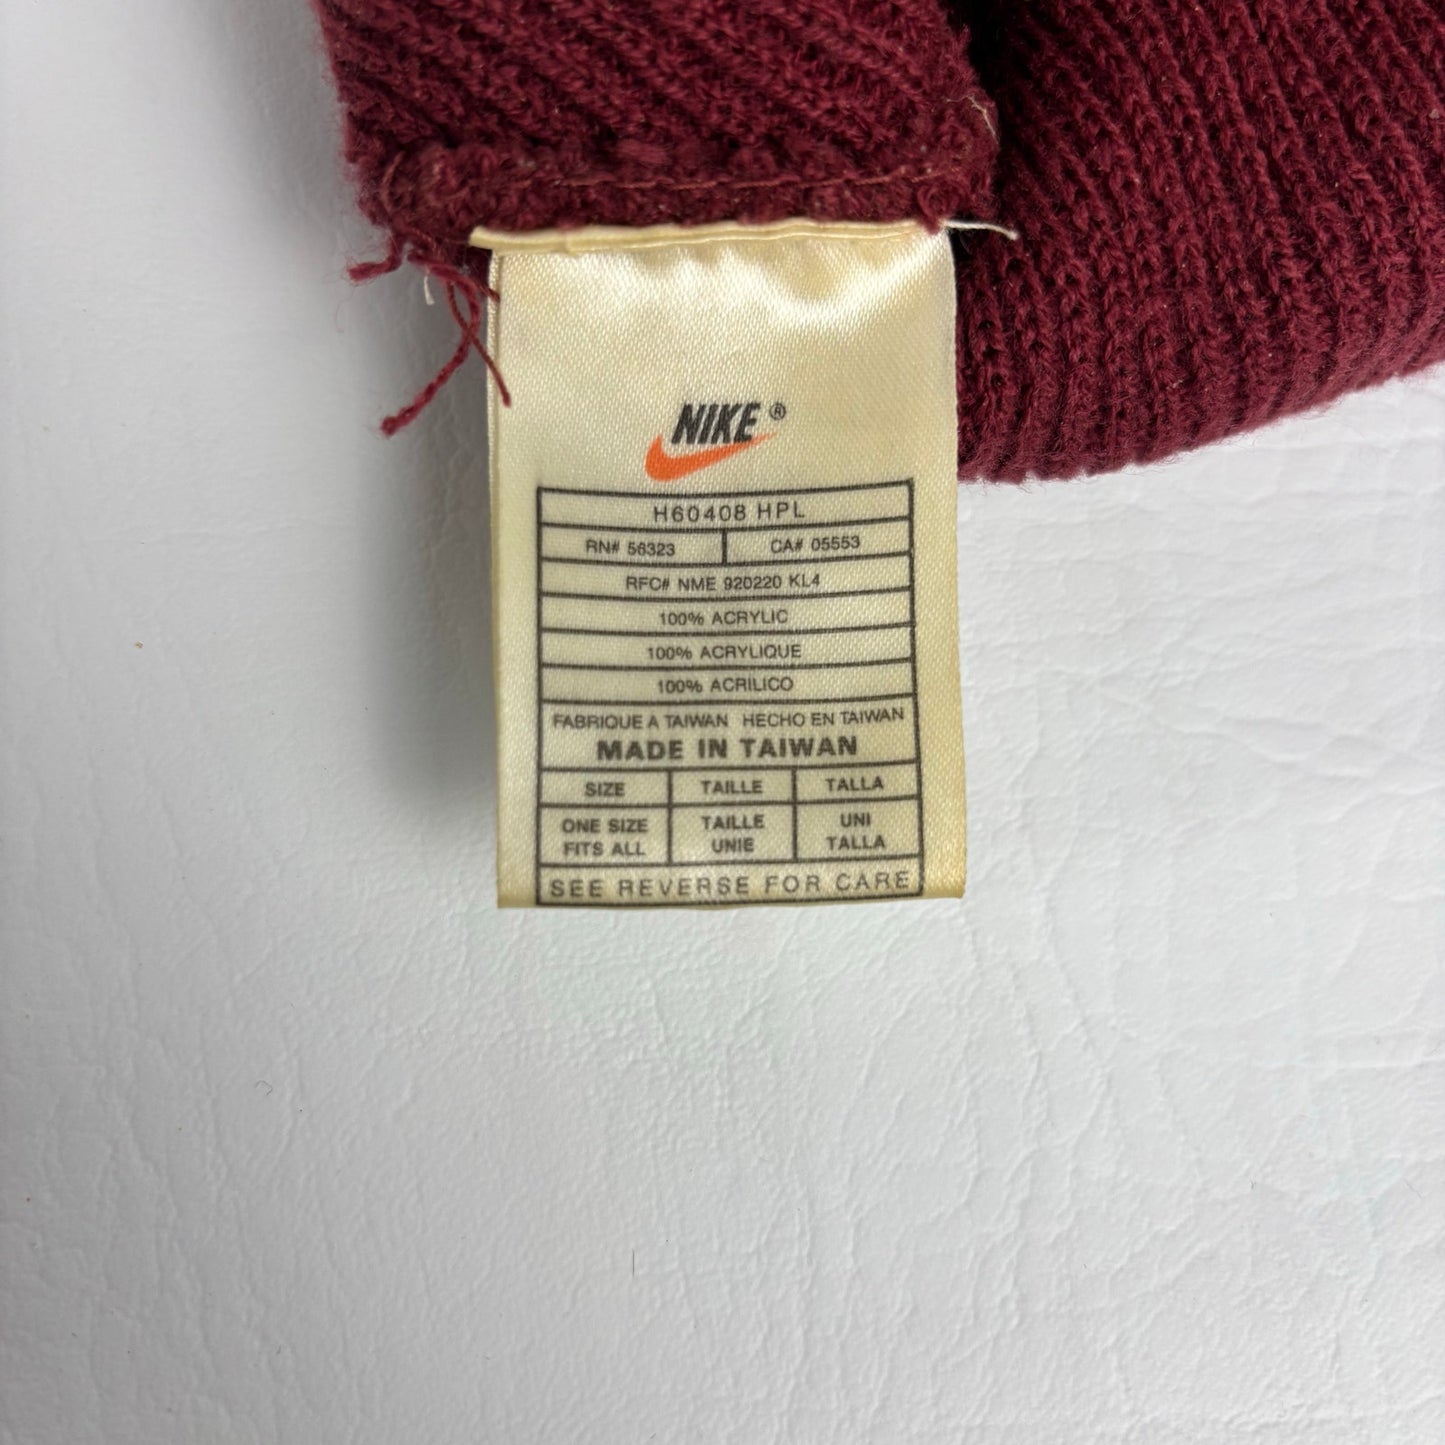 NIKE®
H60408 HPL
RN# 56323 CA# 05553
RFC# NME 920220 KL4
100% ACRYLIC
100% ACRYLIQUE
100% ACRILICO
FABRIQUE A TAIWAN HECHO EN TAIWAN
MADE IN TAIWAN
SIZE TAILLE TALLA
ONE SIZE TAILLE UNI
FITS ALL UNIE TALLA
SEE REVERSE FOR CARE